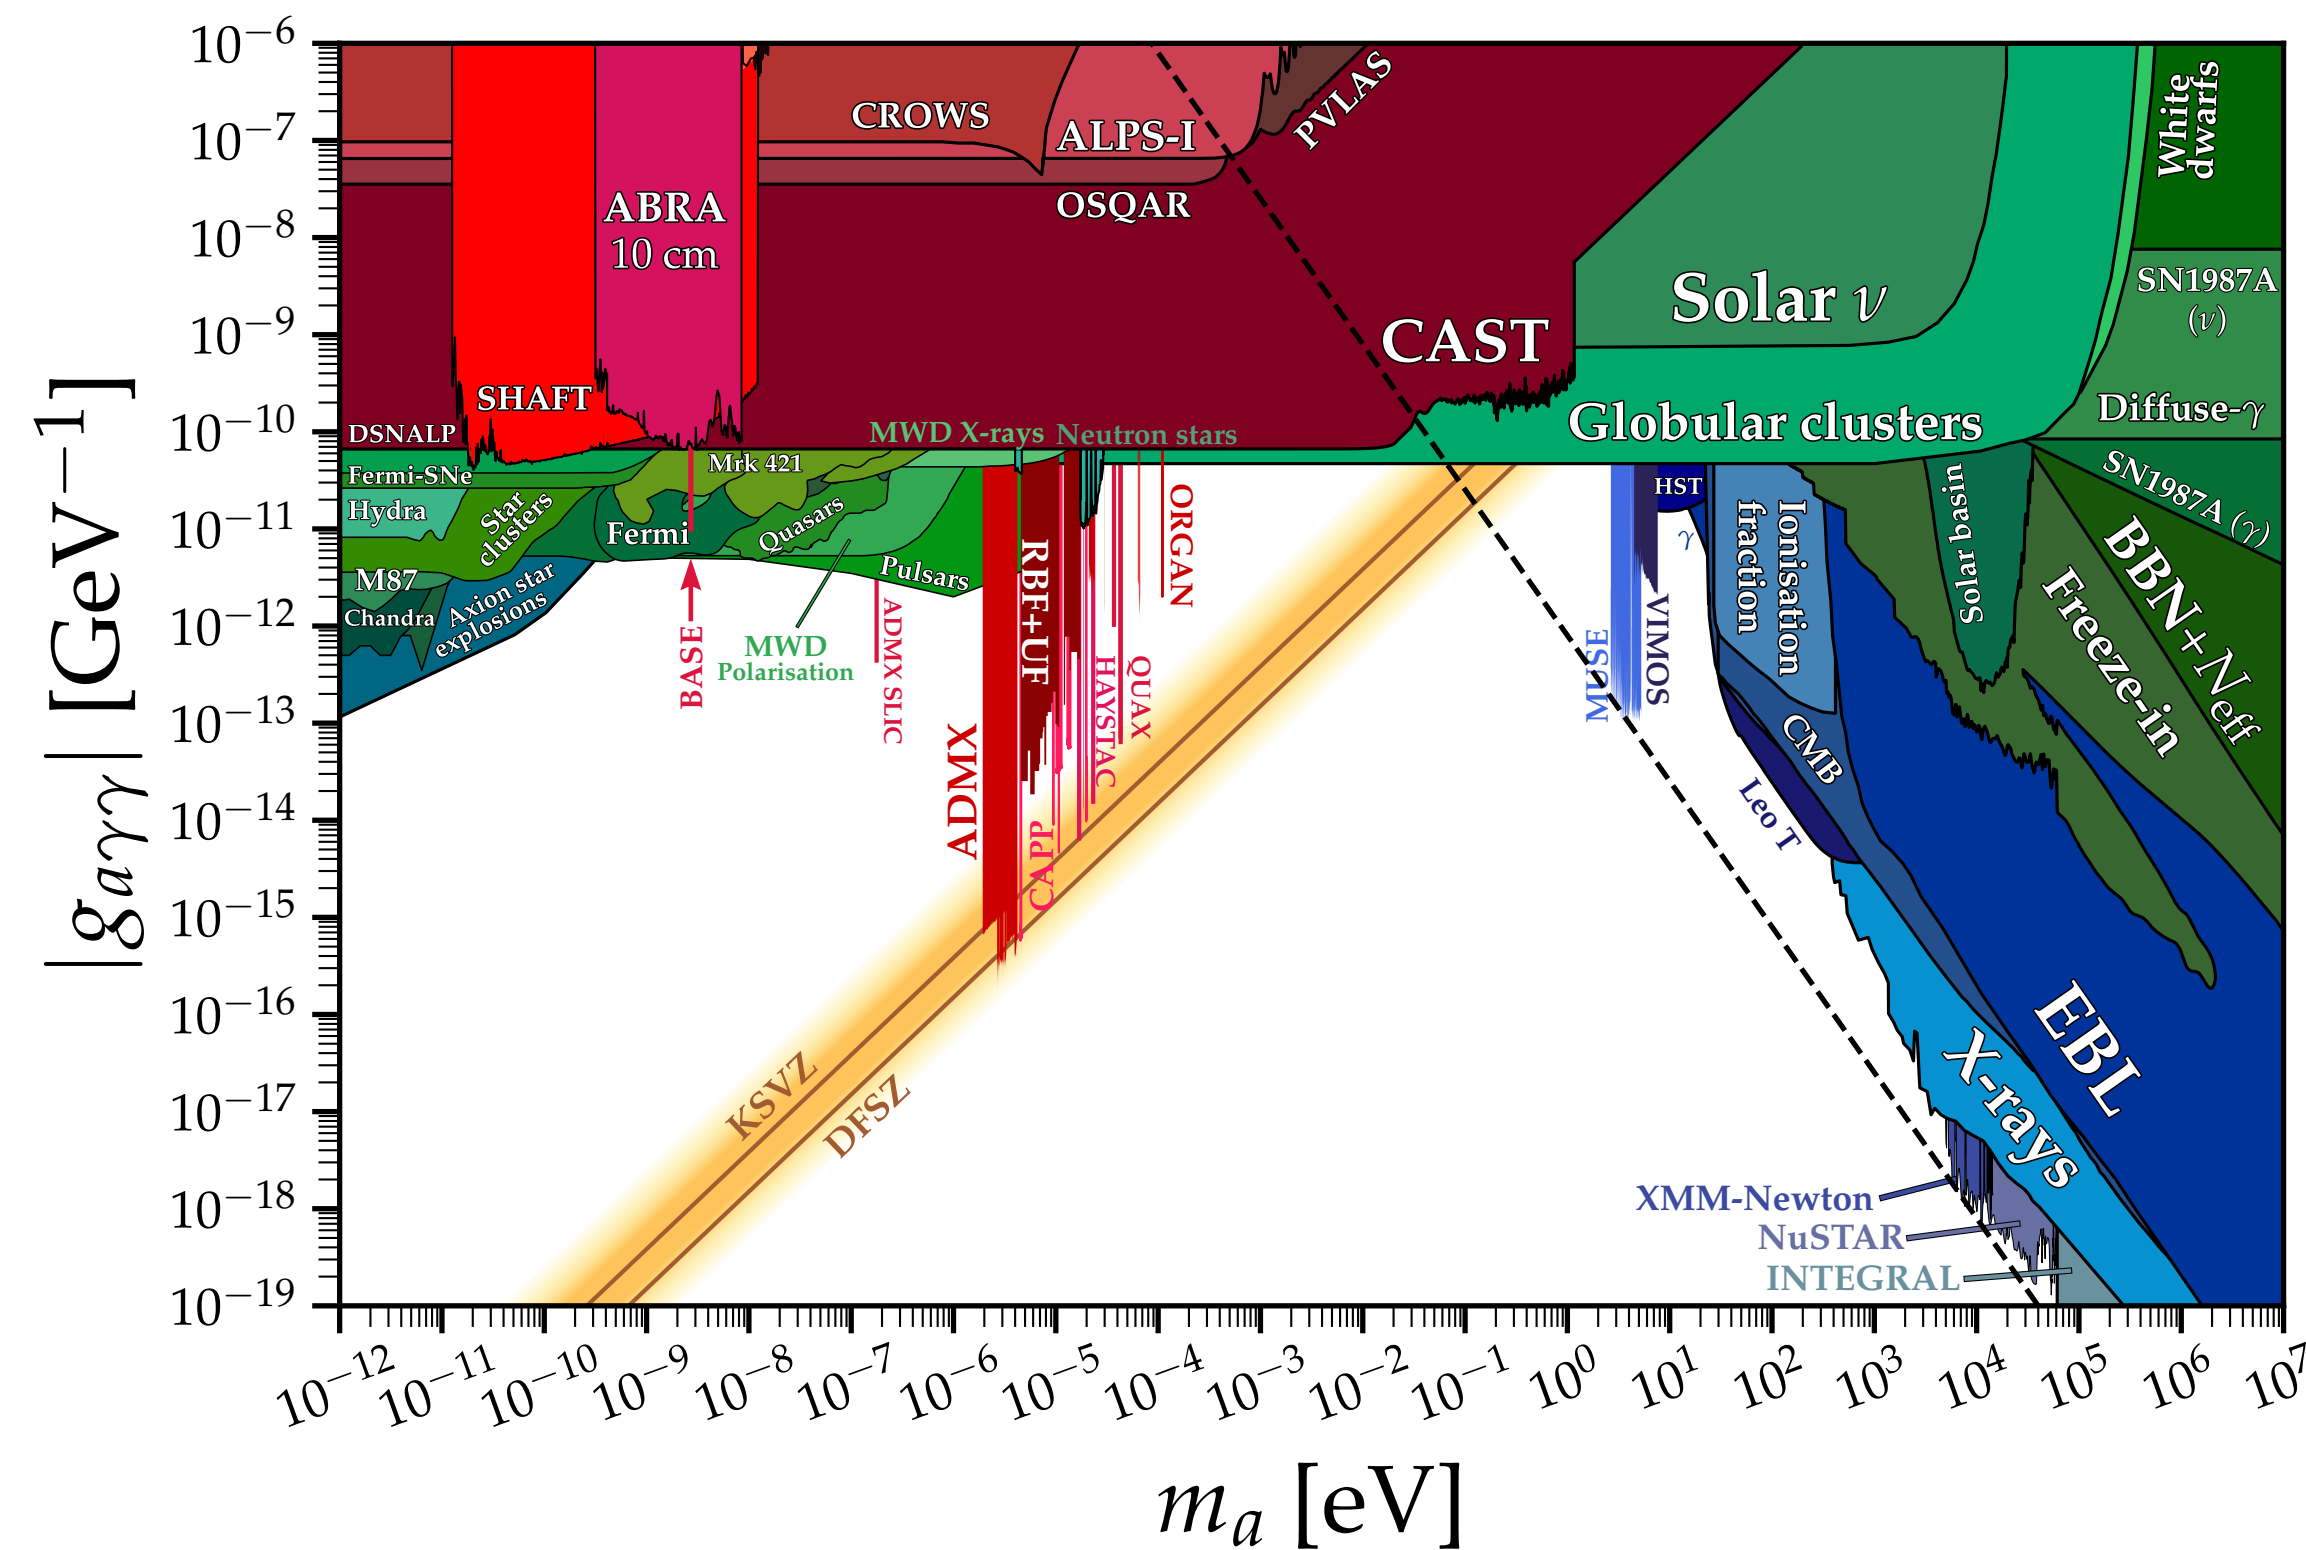 |g_{aγγ}| [GeV⁻¹]
10⁻⁶
10⁻⁷
10⁻⁸
10⁻⁹
10⁻¹⁰
10⁻¹¹
10⁻¹²
10⁻¹³
10⁻¹⁴
10⁻¹⁵
10⁻¹⁶
10⁻¹⁷
10⁻¹⁸
10⁻¹⁹
CROWS
ALPS-I
PVLAS
OSQAR
ABRA
10 cm
SHAFT
CAST
Solar ν
Globular clusters
White
dwarfs
SN1987A
(ν)
Diffuse-γ
SN1987A (γ)
DSNALP
Fermi-SNe
Hydra
M87
Chandra
Star
clusters
Axion star
explosions
Mrk 421
Fermi
Quasars
Pulsars
MWD X-rays
Neutron stars
BASE
MWD
Polarisation
ADMX SLIC
ADMX
RBF+UF
CAPP
HAYSTAC
QUAX
ORGAN
KSVZ
DFSZ
MUSE
VIMOS
HST
γ
Ionisation
fraction
Solar basin
Freeze-in
BBN+N_eff
CMB
Leo T
EBL
X-rays
XMM-Newton
NuSTAR
INTEGRAL
10⁻¹²
10⁻¹¹
10⁻¹⁰
10⁻⁹
10⁻⁸
10⁻⁷
10⁻⁶
10⁻⁵
10⁻⁴
10⁻³
10⁻²
10⁻¹
10⁰
10¹
10²
10³
10⁴
10⁵
10⁶
10⁷
m_a [eV]